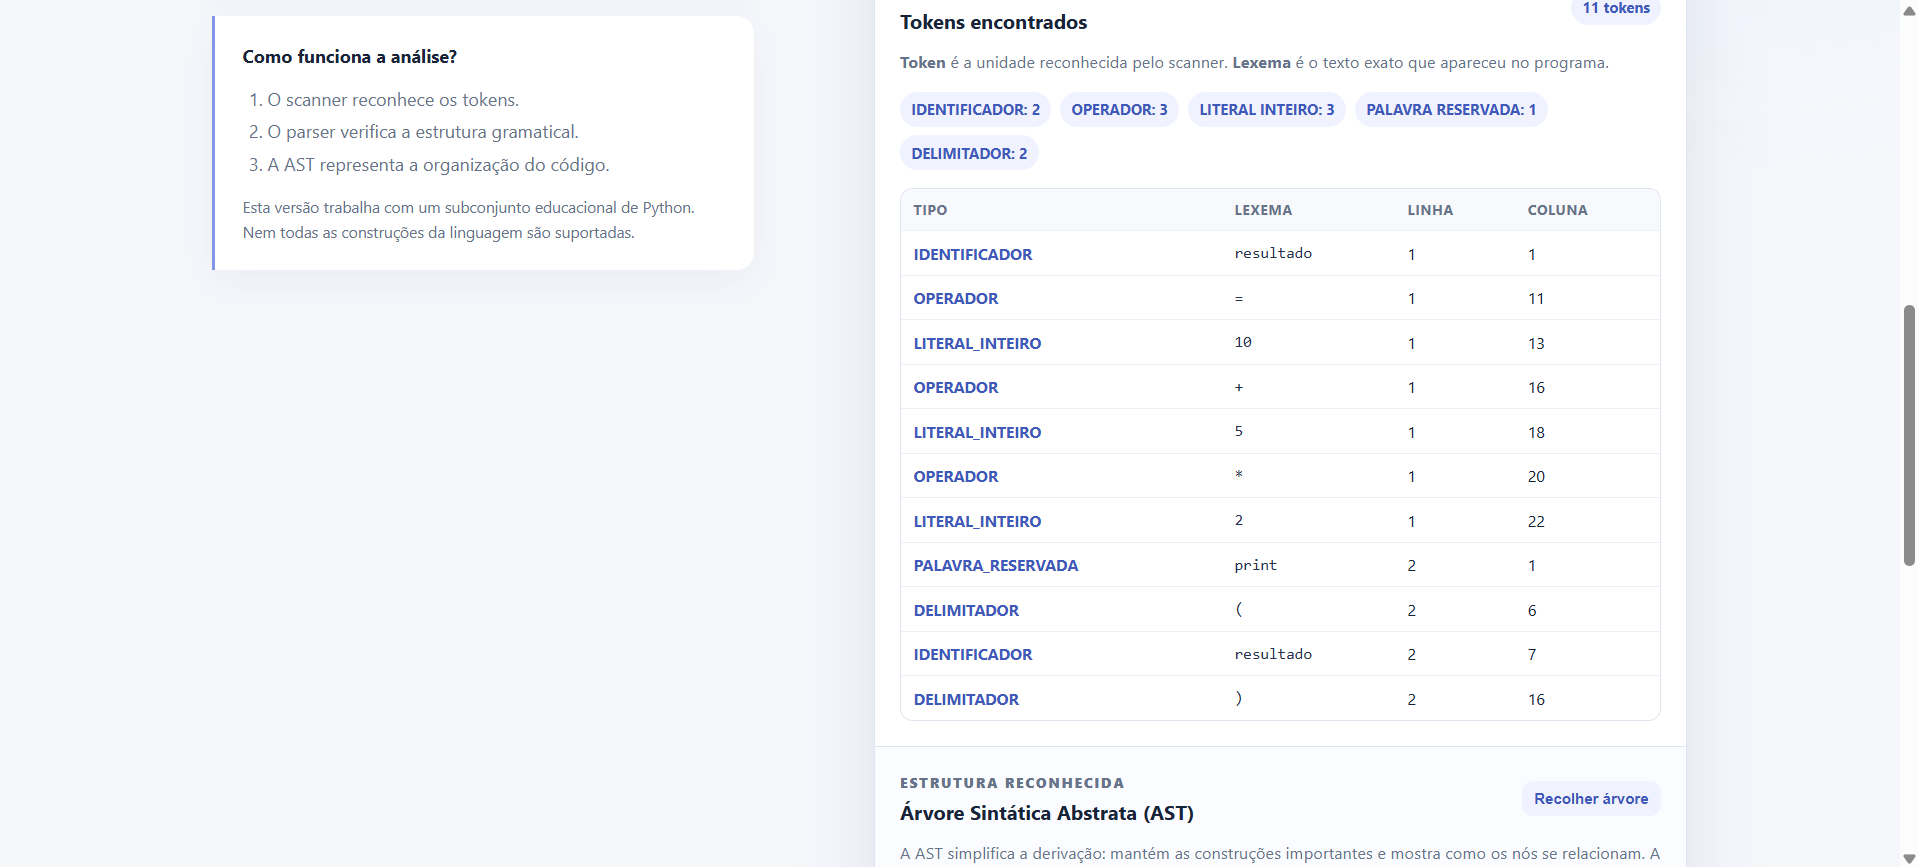 Como funciona a análise?
1. O scanner reconhece os tokens.
2. O parser verifica a estrutura gramatical.
3. A AST representa a organização do código.
Esta versão trabalha com um subconjunto educacional de Python.
Nem todas as construções da linguagem são suportadas.
Tokens encontrados
11 tokens
Token é a unidade reconhecida pelo scanner. Lexema é o texto exato que apareceu no programa.
IDENTIFICADOR: 2 OPERADOR: 3 LITERAL INTEIRO: 3 PALAVRA RESERVADA: 1
DELIMITADOR: 2
TIPO LEXEMA LINHA COLUNA
IDENTIFICADOR resultado 1 1
OPERADOR = 1 11
LITERAL_INTEIRO 10 1 13
OPERADOR + 1 16
LITERAL_INTEIRO 5 1 18
OPERADOR * 1 20
LITERAL_INTEIRO 2 1 22
PALAVRA_RESERVADA print 2 1
DELIMITADOR ( 2 6
IDENTIFICADOR resultado 2 7
DELIMITADOR ) 2 16
ESTRUTURA RECONHECIDA
Árvore Sintática Abstrata (AST)
Recolher árvore
A AST simplifica a derivação: mantém as construções importantes e mostra como os nós se relacionam. A